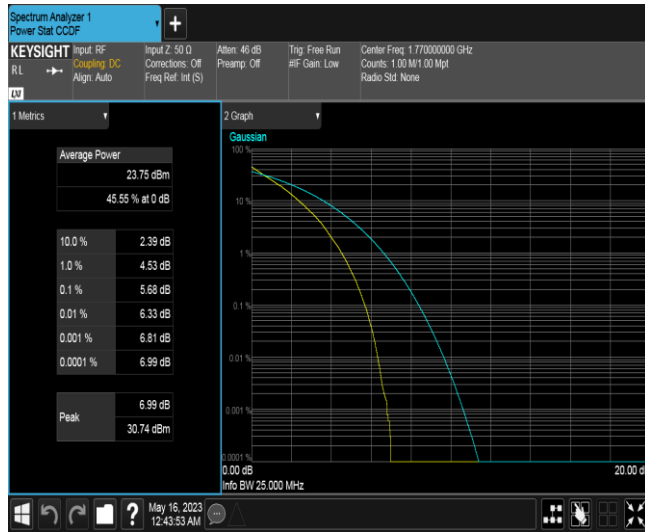 Spectrum Analyzer 1
Power Stat CCDF
+
KEYSIGHT
RL
LXI
Input: RF
Coupling: DC
Align: Auto
Input Z: 50 Ω
Corrections: Off
Freq Ref: Int (S)
Atten: 46 dB
Preamp: Off
Trig: Free Run
#IF Gain: Low
Center Freq: 1.770000000 GHz
Counts: 1.00 M/1.00 Mpt
Radio Std: None
1 Metrics
Average Power
23.75 dBm
45.55 % at 0 dB
10.0 % 2.39 dB
1.0 % 4.53 dB
0.1 % 5.68 dB
0.01 % 6.33 dB
0.001 % 6.81 dB
0.0001 % 6.99 dB
Peak
6.99 dB
30.74 dBm
2 Graph
Gaussian
100 %
10 %
1 %
0.1 %
0.01 %
0.001 %
0.0001 %
0.00 dB
20.00 d
Info BW 25.000 MHz
?
May 16, 2023
12:43:53 AM